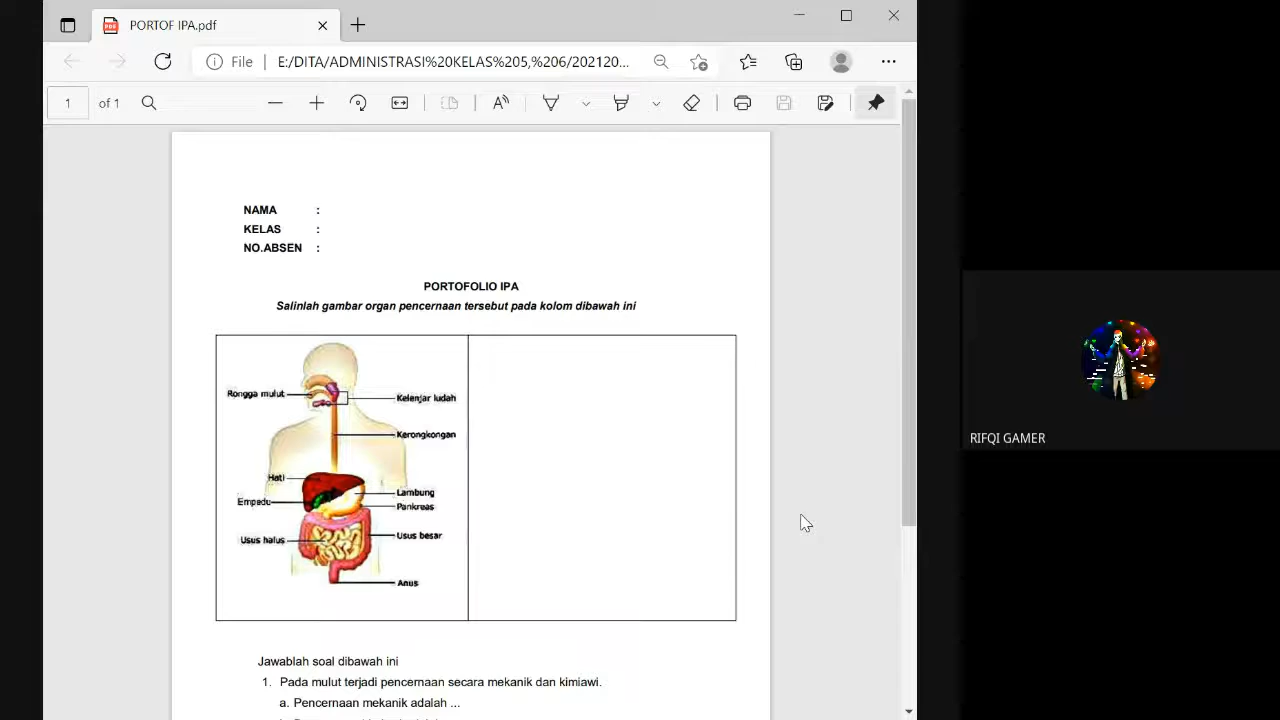 PORTOF IPA.pdf
File
E:/DITA/ADMINISTRASI%20KELAS%205,%206/202120...
1 of 1
NAMA :
KELAS :
NO.ABSEN :
PORTOFOLIO IPA
Salinlah gambar organ pencernaan tersebut pada kolom dibawah ini
Rongga mulut
Kelenjar ludah
Kerongkongan
Hati
Lambung
Empedu
Pankreas
Usus halus
Usus besar
Anus
Jawablah soal dibawah ini
1. Pada mulut terjadi pencernaan secara mekanik dan kimiawi.
a. Pencernaan mekanik adalah ...
RIFQI GAMER